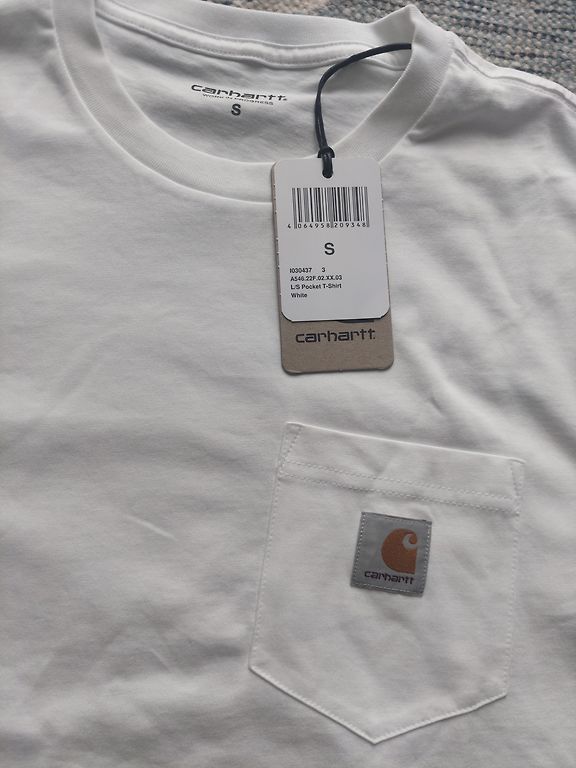 carhartt.
WORK IN PROGRESS
S
4 064958 209348
S
I030437 3
A546.22F.02.XX.03
L/S Pocket T-Shirt
White
carhartt.
carhartt